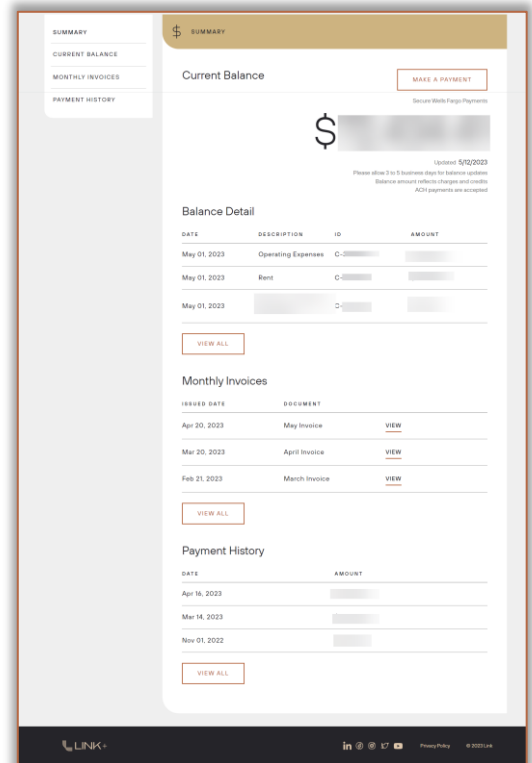 SUMMARY
CURRENT BALANCE
MONTHLY INVOICES
PAYMENT HISTORY
$ SUMMARY
Current Balance
MAKE A PAYMENT
Secure Wells Fargo Payments
$
Updated 5/12/2023
Please allow 3 to 5 business days for balance updates
Balance amount reflects charges and credits
ACH payments are accepted
Balance Detail
DATE DESCRIPTION ID AMOUNT
May 01, 2023 Operating Expenses C-
May 01, 2023 Rent C-
May 01, 2023 C-
VIEW ALL
Monthly Invoices
ISSUED DATE DOCUMENT
Apr 20, 2023 May Invoice VIEW
Mar 20, 2023 April Invoice VIEW
Feb 21, 2023 March Invoice VIEW
VIEW ALL
Payment History
DATE AMOUNT
Apr 16, 2023
Mar 14, 2023
Nov 01, 2022
VIEW ALL
LINK+
Privacy Policy © 2023 Link